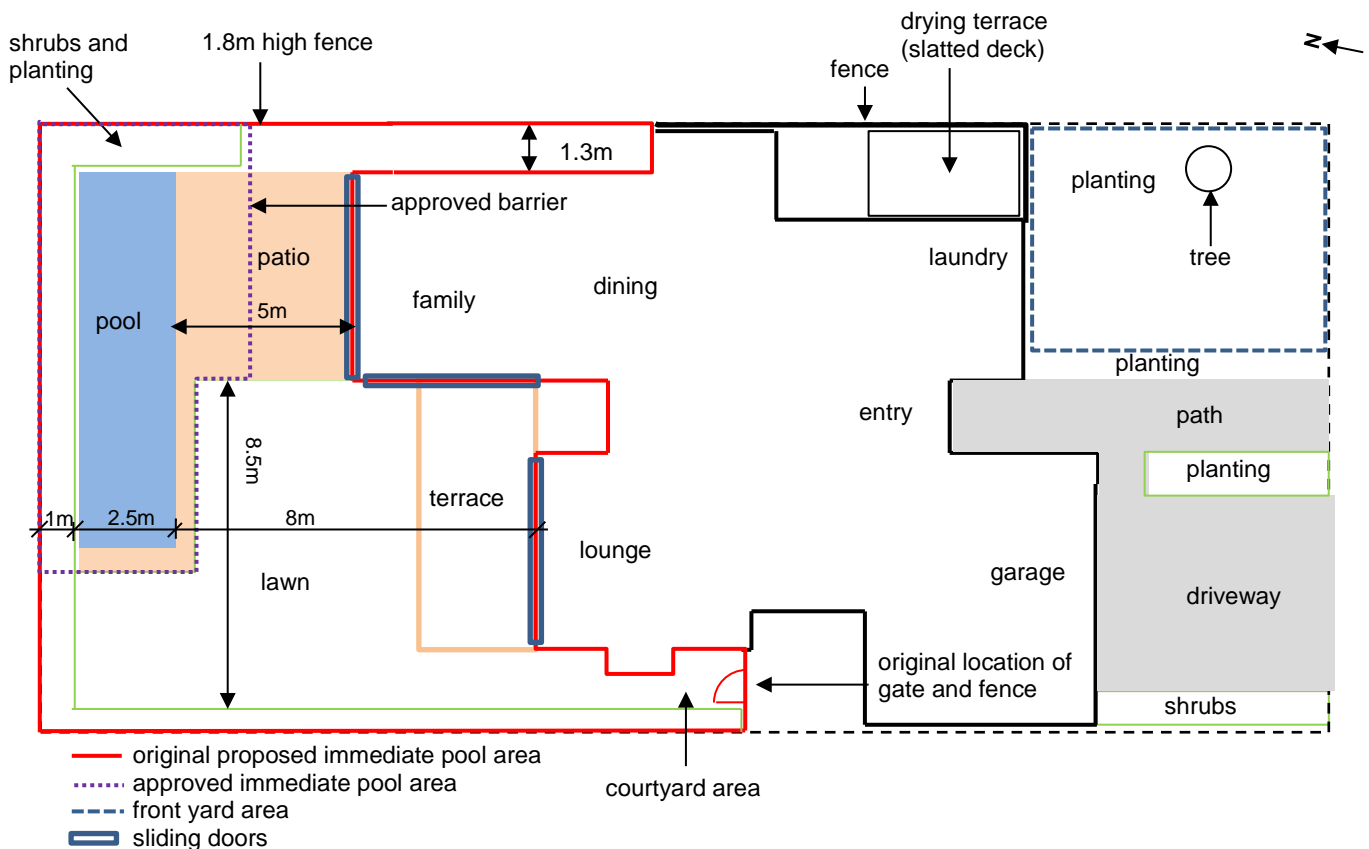 drying terrace
(slatted deck)
N
shrubs and
planting
1.8m high fence
fence
1.3m
planting
approved barrier
tree
laundry
patio
family
dining
5m
pool
planting
entry
path
8.5m
planting
terrace
1m
2.5m
8m
lounge
garage
lawn
driveway
original location of
gate and fence
shrubs
courtyard area
original proposed immediate pool area
approved immediate pool area
front yard area
sliding doors